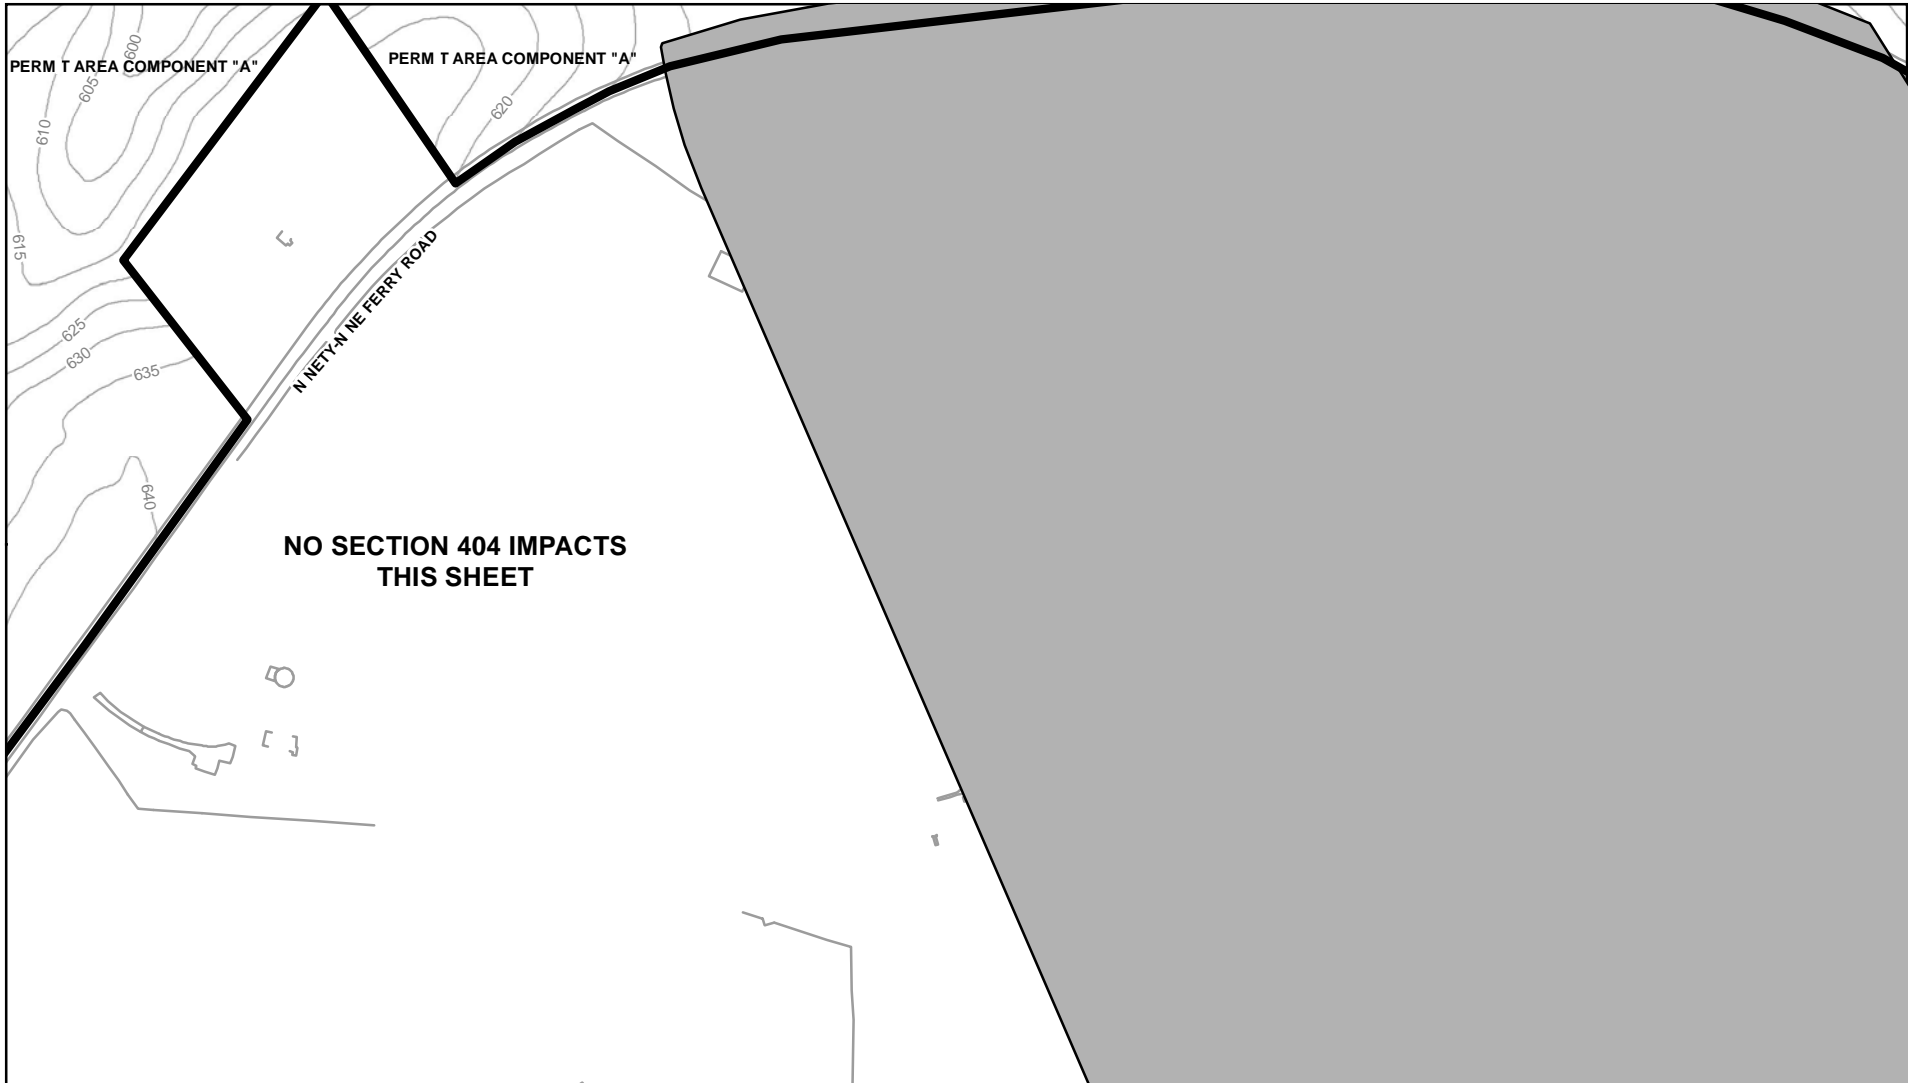 600
PERM T AREA COMPONENT "A"
PERM T AREA COMPONENT "A"
605
620
610
615
N NETY-N NE FERRY ROAD
625
630
635
640
NO SECTION 404 IMPACTS
THIS SHEET